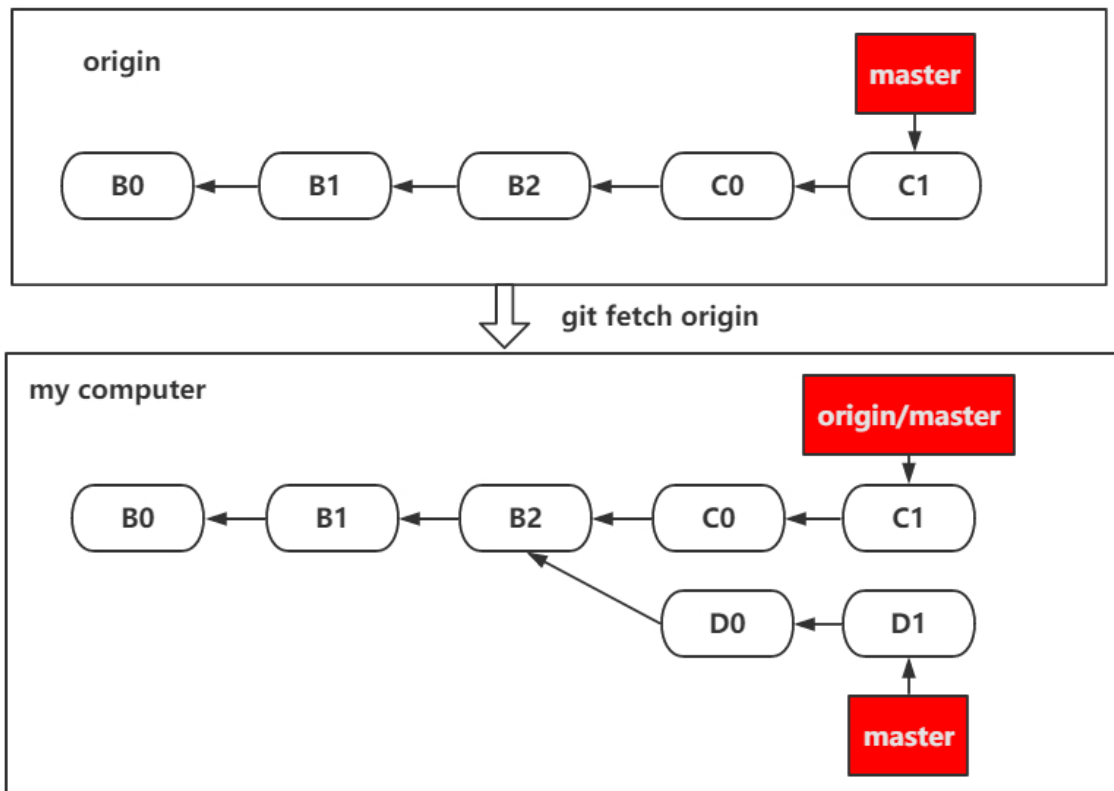 origin
master
B0
B1
B2
C0
C1
git fetch origin
my computer
origin/master
B0
B1
B2
C0
C1
D0
D1
master